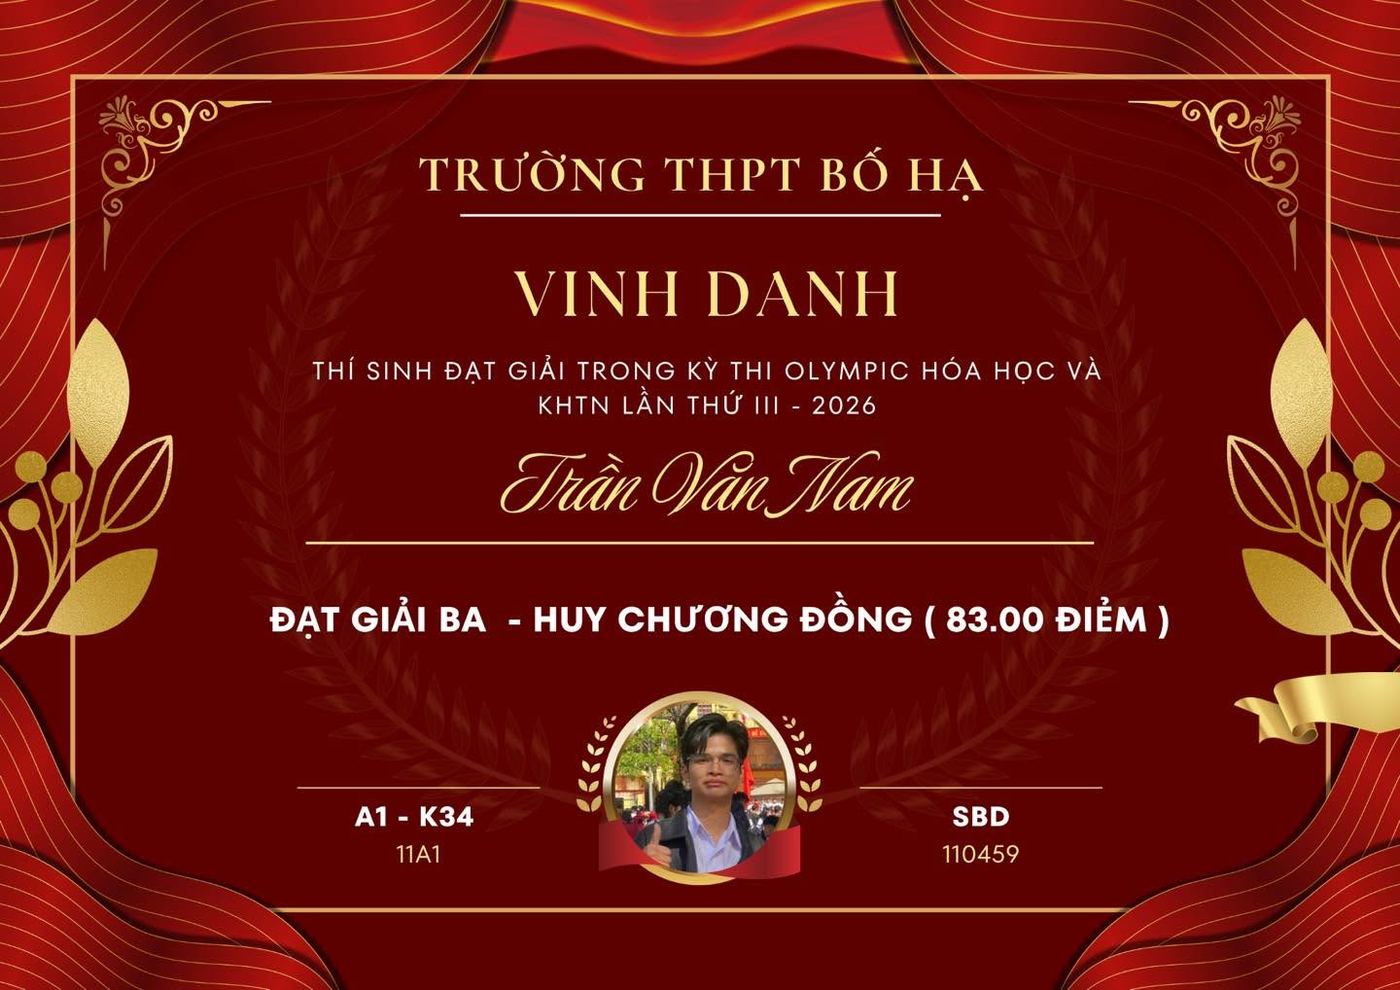 TRƯỜNG THPT BỐ HẠ
VINH DANH
THÍ SINH ĐẠT GIẢI TRONG KỲ THI OLYMPIC HÓA HỌC VÀ
KHTN LẦN THỨ III - 2026
Trần Văn Nam
ĐẠT GIẢI BA - HUY CHƯƠNG ĐỒNG ( 83.00 ĐIỂM )
A1 - K34
11A1
SBD
110459